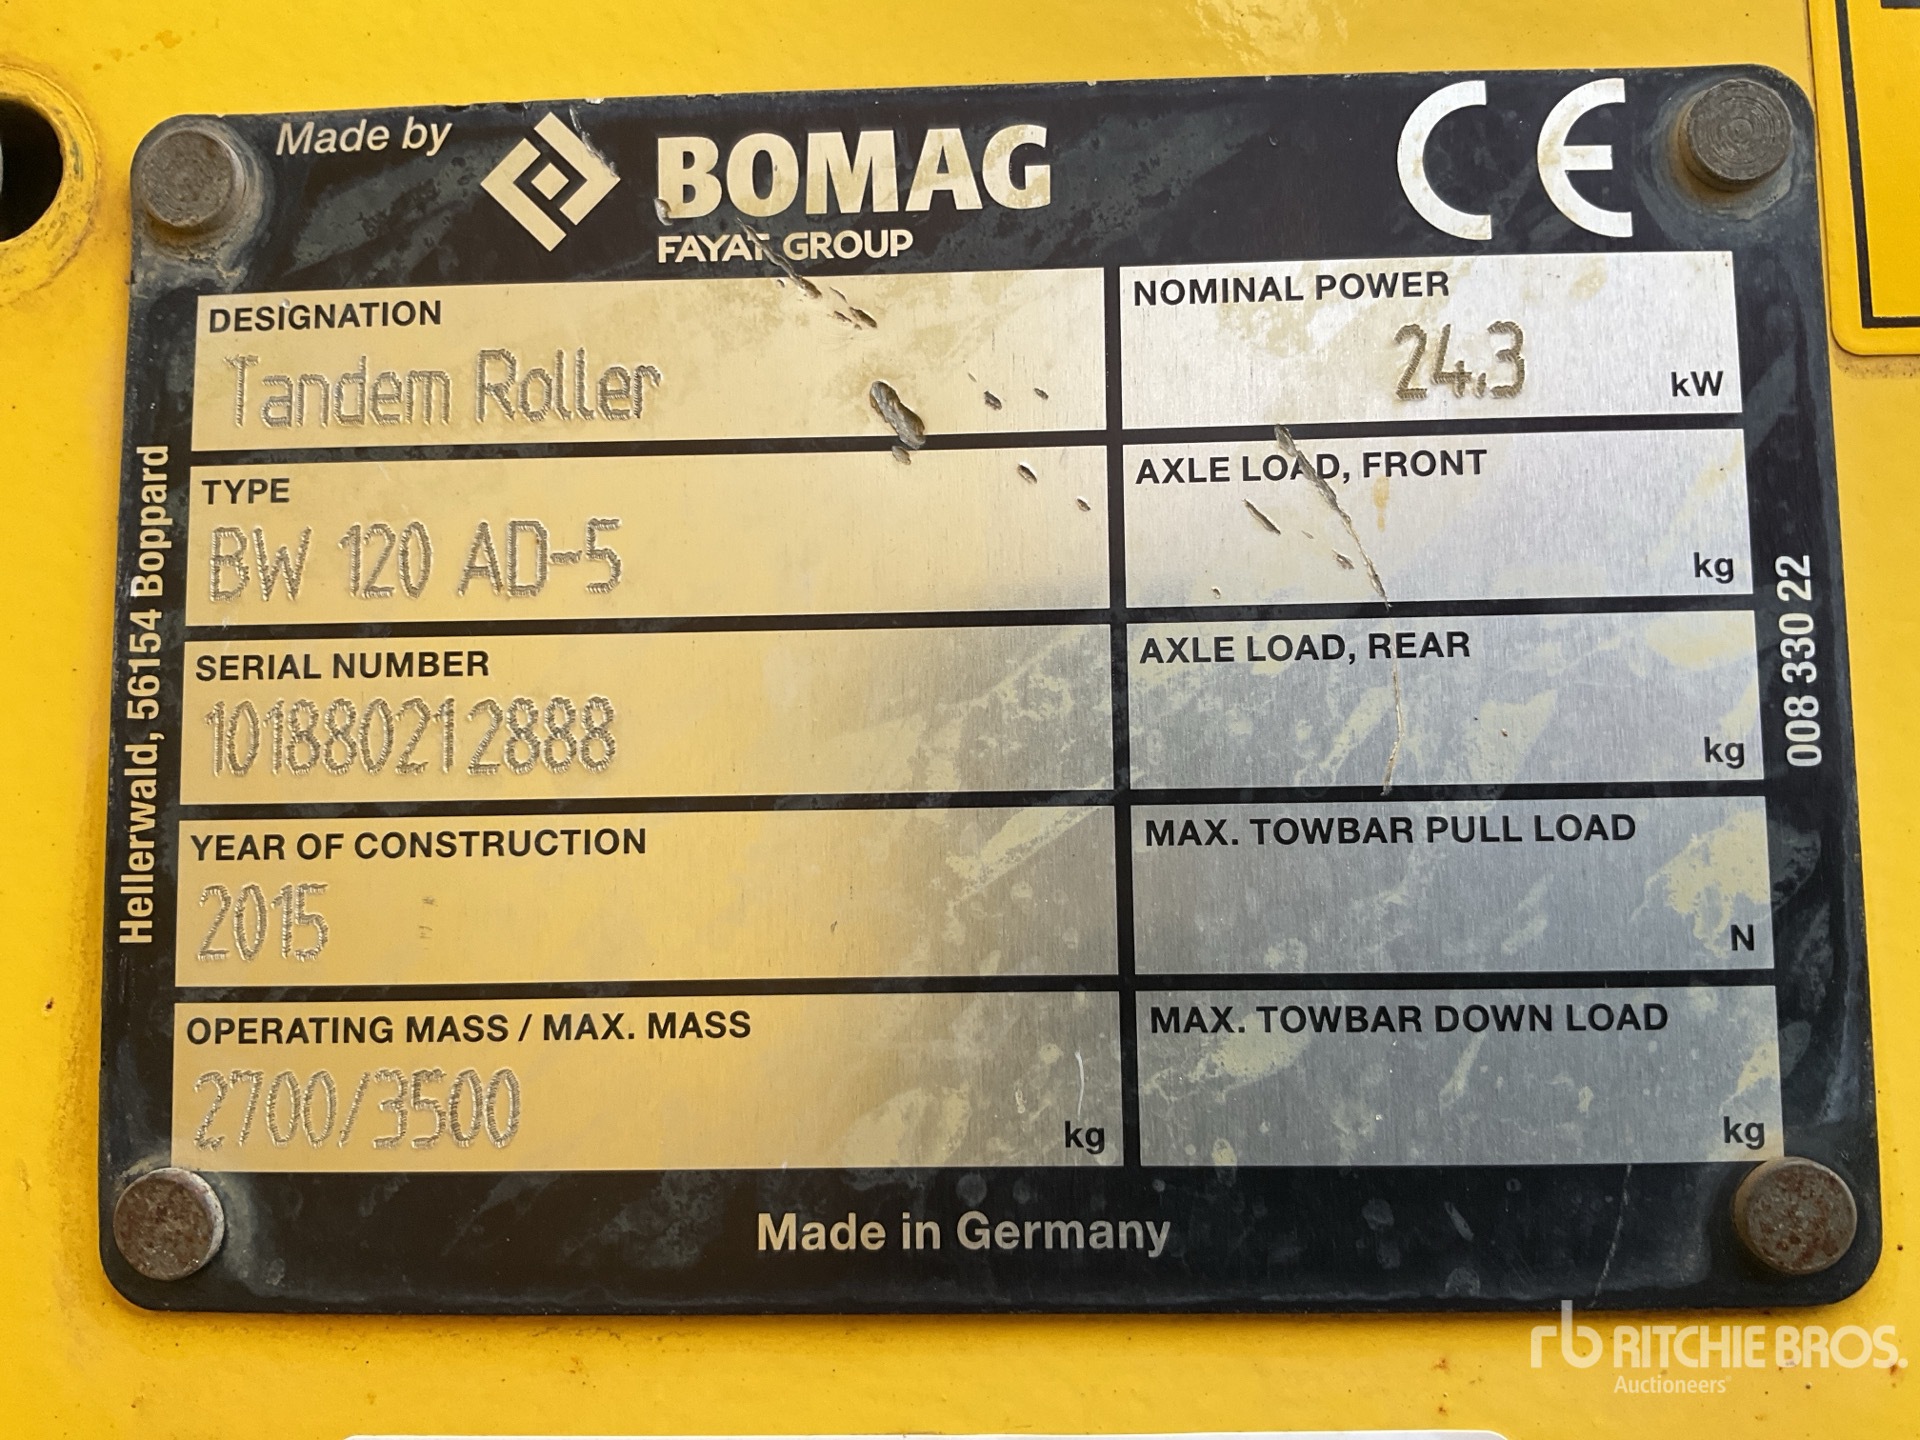 Made by
BOMAG
FAYAT GROUP
CE
DESIGNATION
Tandem Roller
NOMINAL POWER
24.3 kW
TYPE
BW 120 AD-5
AXLE LOAD, FRONT
kg
SERIAL NUMBER
101880212888
AXLE LOAD, REAR
kg
YEAR OF CONSTRUCTION
2015
MAX. TOWBAR PULL LOAD
N
OPERATING MASS / MAX. MASS
2700/3500 kg
MAX. TOWBAR DOWN LOAD
kg
Hellerwald, 56154 Boppard
008 330 22
Made in Germany
rb RITCHIE BROS.
Auctioneers